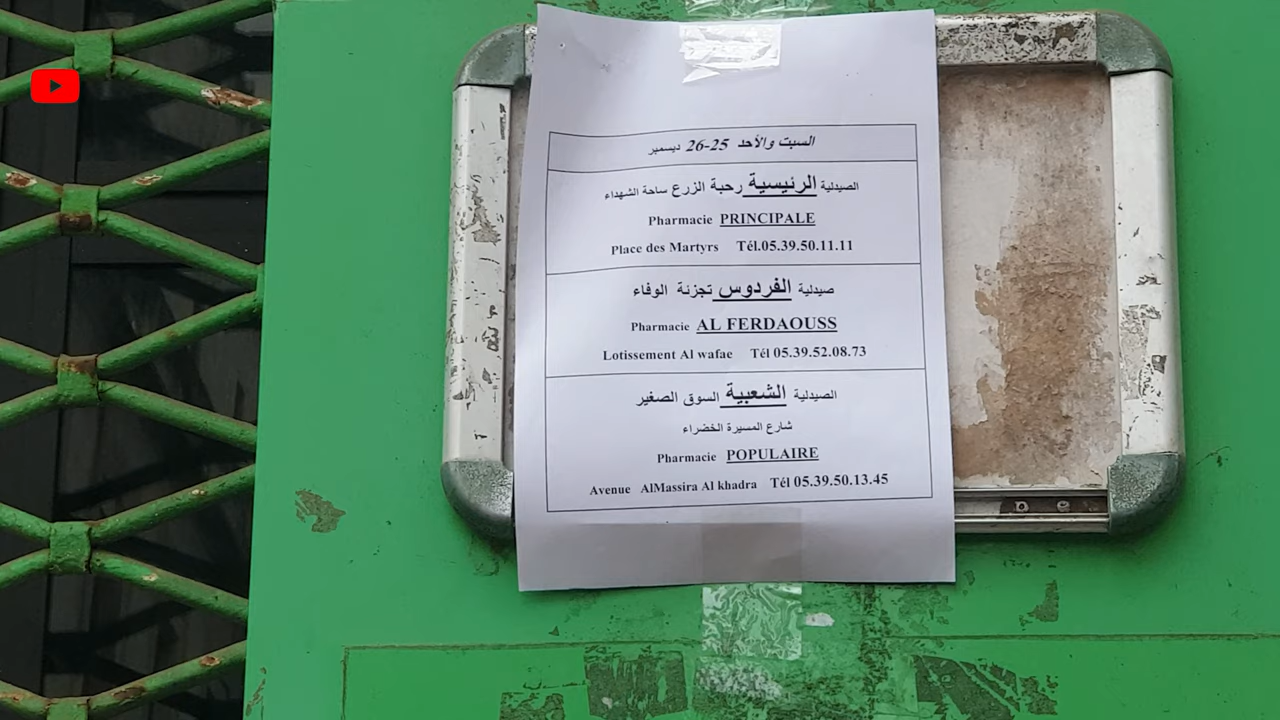 السبت والأحد 25-26 ديسمبر
الصيدلية الرئيسية رحبة الزرع ساحة الشهداء
Pharmacie PRINCIPALE
Place des Martyrs Tél.05.39.50.11.11
صيدلية الفردوس تجزئة الوفاء
Pharmacie AL FERDAOUSS
Lotissement Al wafae Tél 05.39.52.08.73
الصيدلية الشعبية السوق الصغير
شارع المسيرة الخضراء
Pharmacie POPULAIRE
Avenue AlMassira Al khadra Tél 05.39.50.13.45